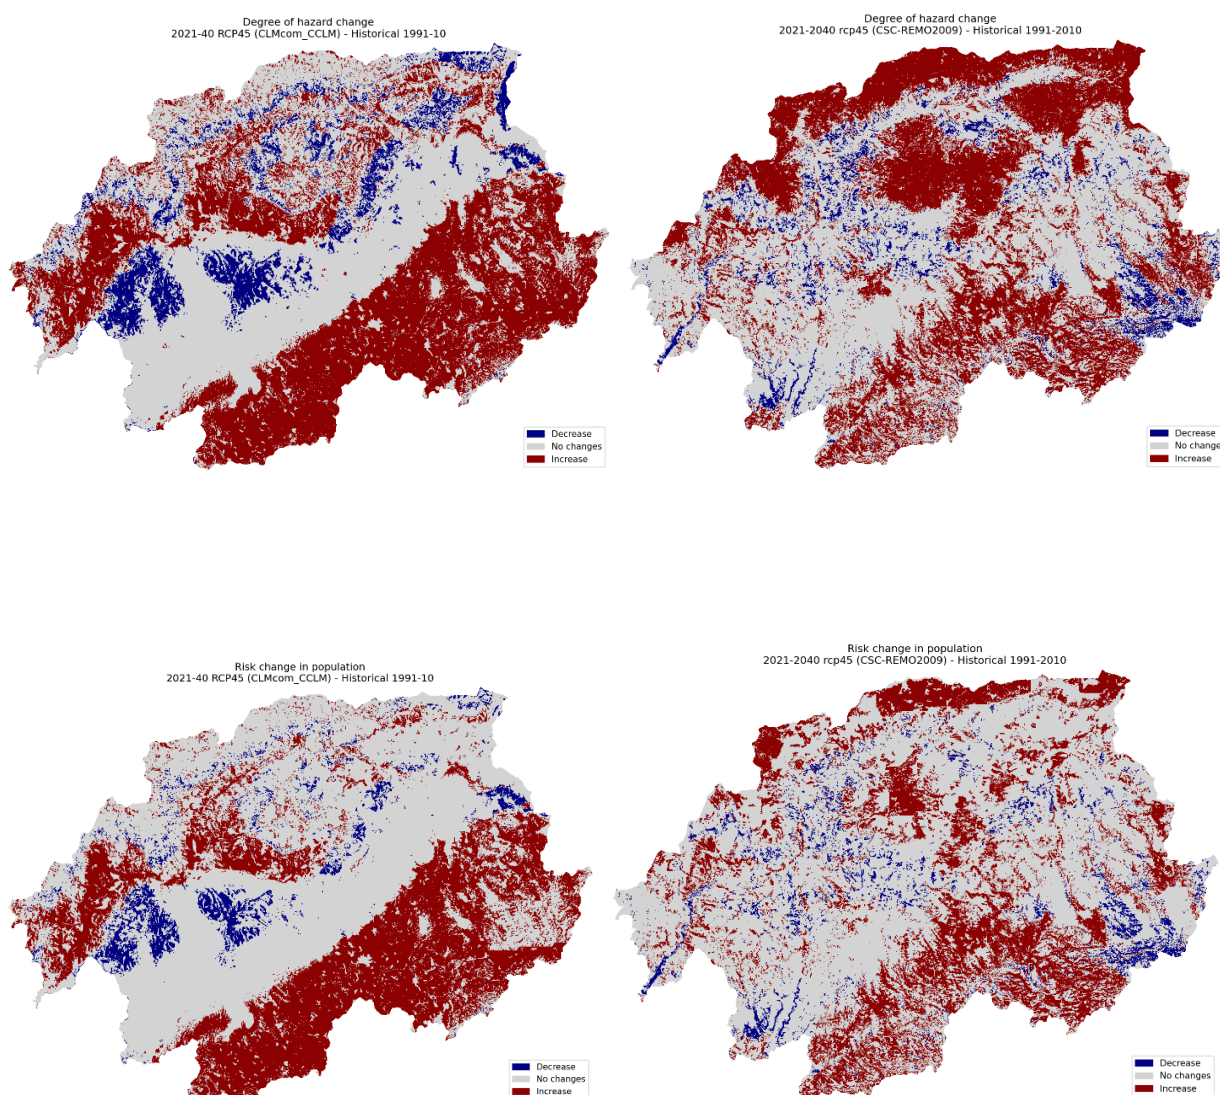 Degree of hazard change
2021-40 RCP45 (CLMcom_CCLM) - Historical 1991-10
Decrease
No changes
Increase
Degree of hazard change
2021-2040 rcp45 (CSC-REMO2009) - Historical 1991-2010
Decrease
No change
Increase
Risk change in population
2021-40 RCP45 (CLMcom_CCLM) - Historical 1991-10
Decrease
No changes
Increase
Risk change in population
2021-2040 rcp45 (CSC-REMO2009) - Historical 1991-2010
Decrease
No changes
Increase